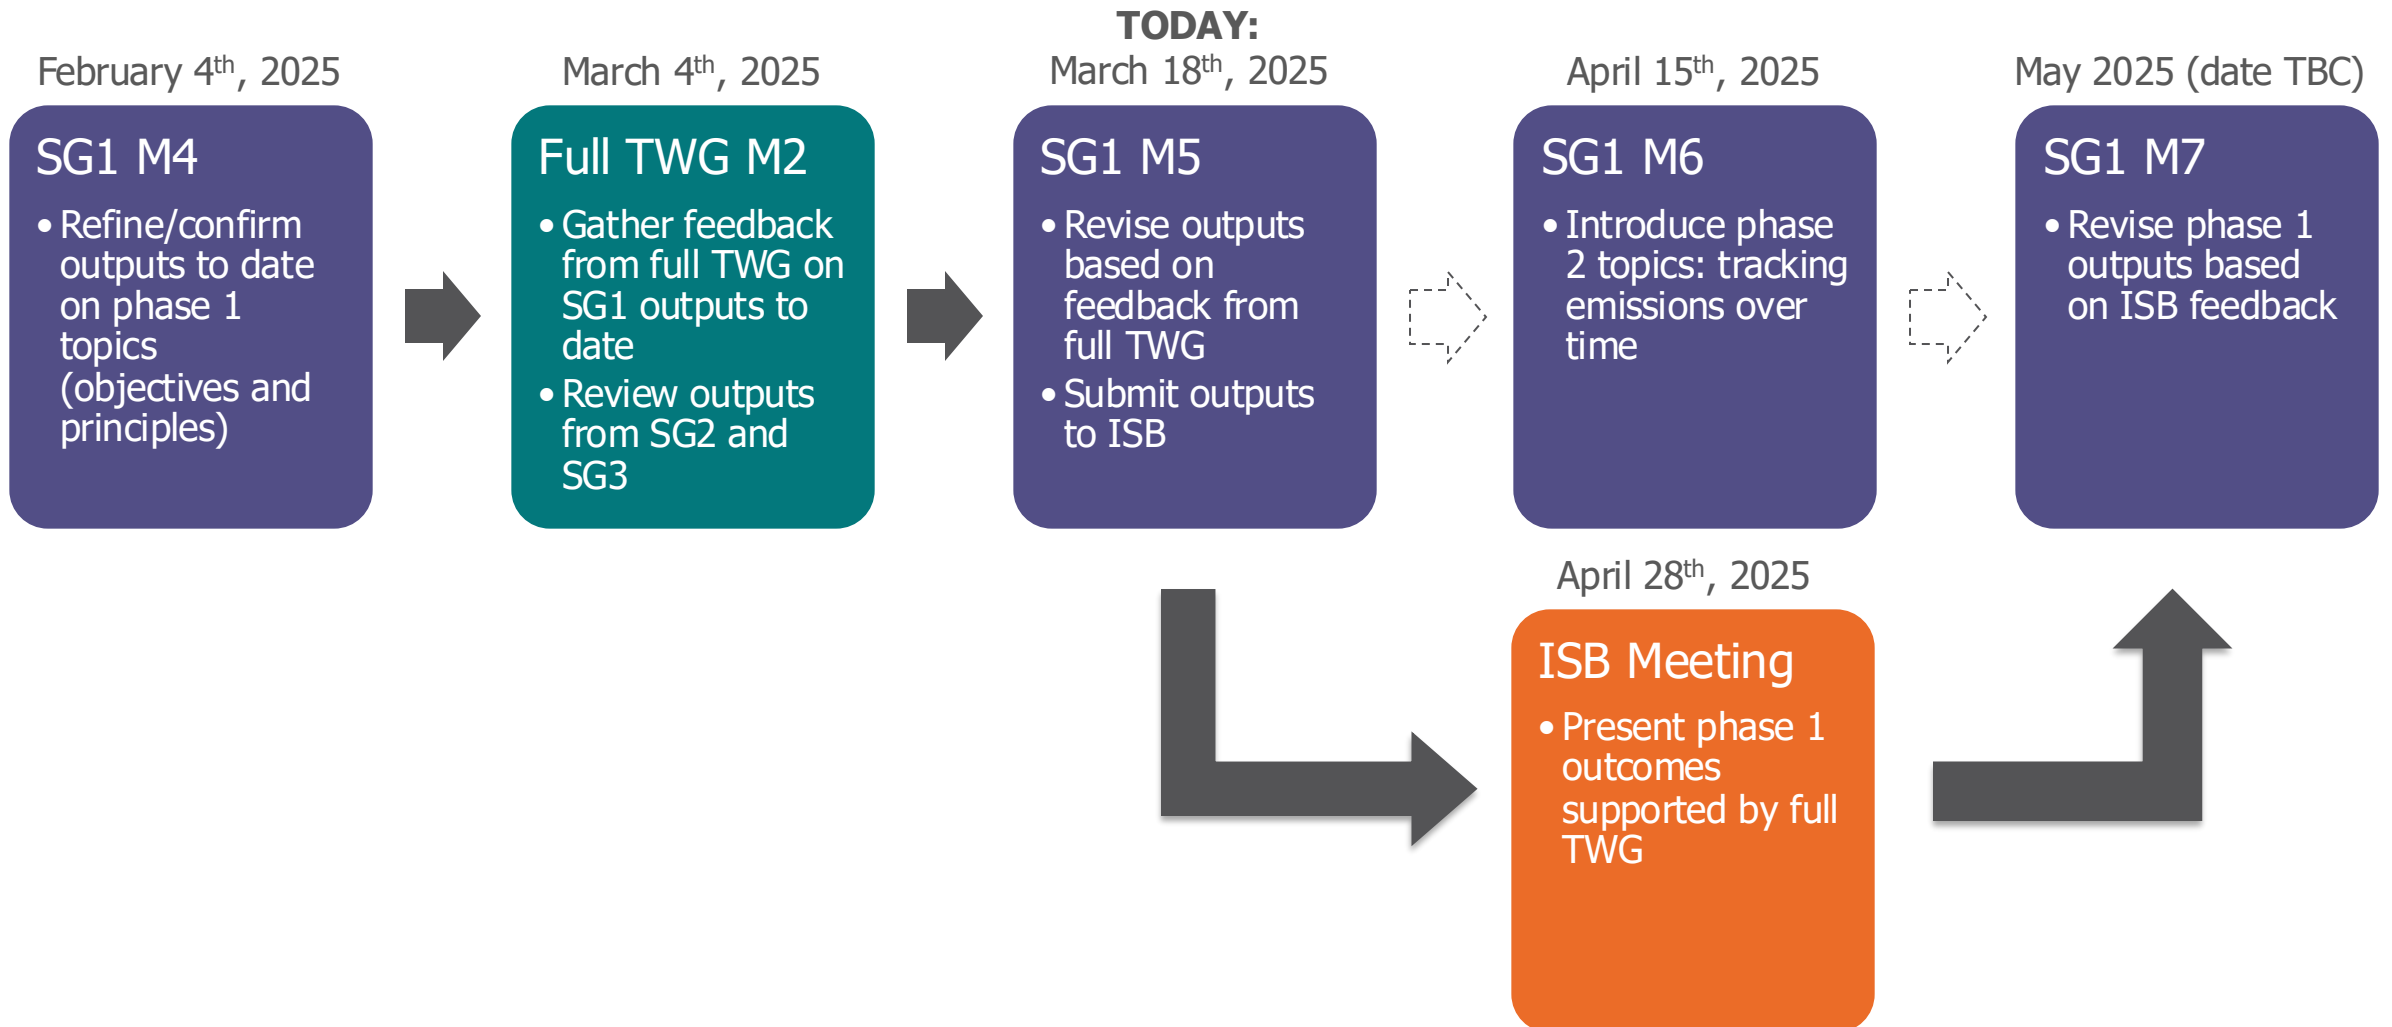 February 4th, 2025
SG1 M4
• Refine/confirm
outputs to date
on phase 1
topics
(objectives and
principles)
March 4th, 2025
Full TWG M2
• Gather feedback
from full TWG on
SG1 outputs to
date
• Review outputs
from SG2 and
SG3
TODAY:
March 18th, 2025
SG1 M5
• Revise outputs
based on
feedback from
full TWG
• Submit outputs
to ISB
April 15th, 2025
SG1 M6
• Introduce phase
2 topics: tracking
emissions over
time
May 2025 (date TBC)
SG1 M7
• Revise phase 1
outputs based
on ISB feedback
April 28th, 2025
ISB Meeting
• Present phase 1
outcomes
supported by full
TWG